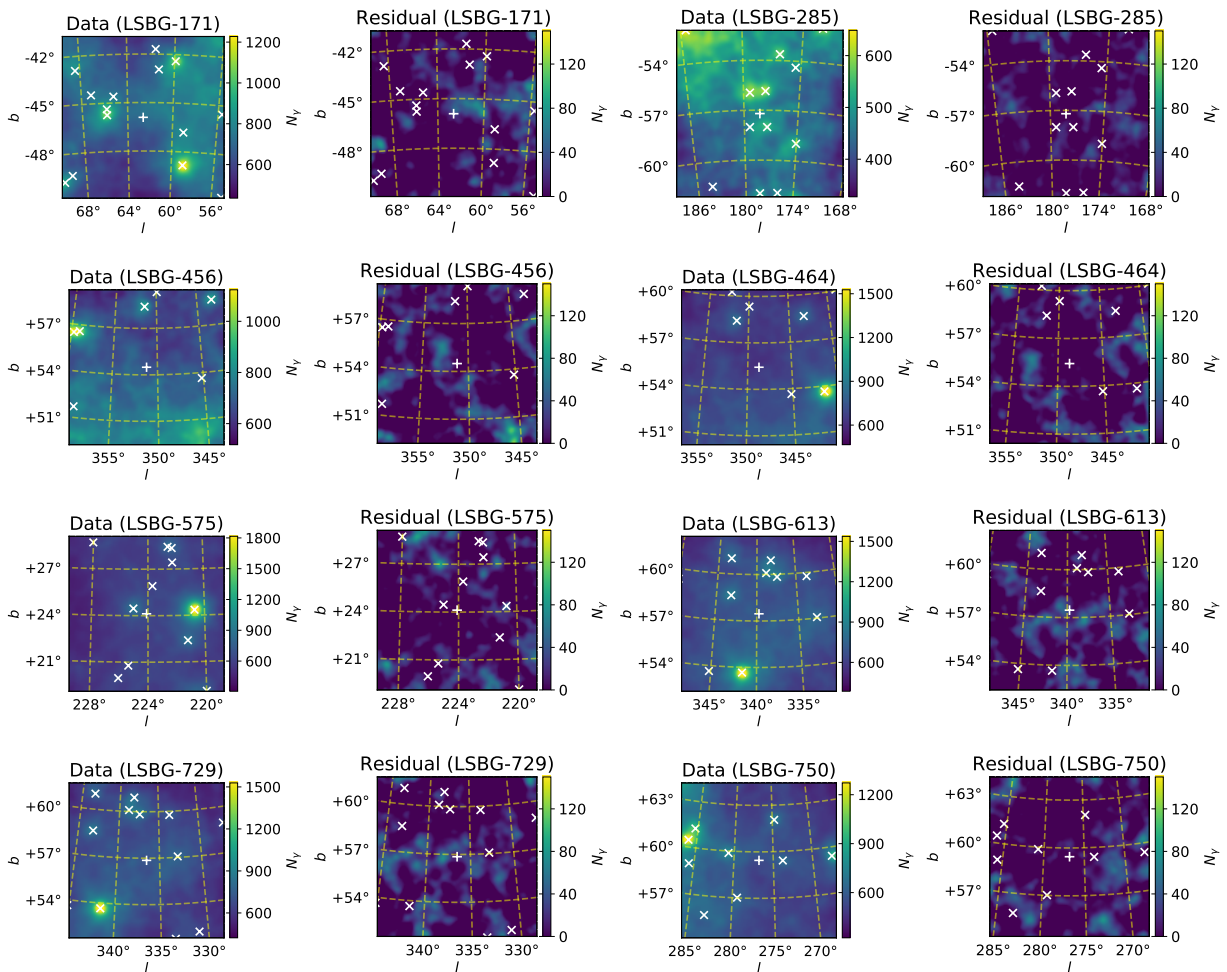 Data (LSBG-171)
-42°
-45°
-48°
b
68° 64° 60° 56°
l
1200
1000
800
600
Nγ
Residual (LSBG-171)
-42°
-45°
-48°
b
68° 64° 60° 56°
l
120
80
40
0
Nγ
Data (LSBG-285)
-54°
-57°
-60°
b
186° 180° 174° 168°
l
600
500
400
Nγ
Residual (LSBG-285)
-54°
-57°
-60°
b
186° 180° 174° 168°
l
120
80
40
0
Nγ
Data (LSBG-456)
+57°
+54°
+51°
b
355° 350° 345°
l
1000
800
600
Nγ
Residual (LSBG-456)
+57°
+54°
+51°
b
355° 350° 345°
l
120
80
40
0
Nγ
Data (LSBG-464)
+60°
+57°
+54°
+51°
b
355° 350° 345°
l
1500
1200
900
600
Nγ
Residual (LSBG-464)
+60°
+57°
+54°
+51°
b
355° 350° 345°
l
120
80
40
0
Nγ
Data (LSBG-575)
+27°
+24°
+21°
b
228° 224° 220°
l
1800
1500
1200
900
600
Nγ
Residual (LSBG-575)
+27°
+24°
+21°
b
228° 224° 220°
l
120
80
40
0
Nγ
Data (LSBG-613)
+60°
+57°
+54°
b
345° 340° 335°
l
1500
1200
900
600
Nγ
Residual (LSBG-613)
+60°
+57°
+54°
b
345° 340° 335°
l
120
80
40
0
Nγ
Data (LSBG-729)
+60°
+57°
+54°
b
340° 335° 330°
l
1500
1200
900
600
Nγ
Residual (LSBG-729)
+60°
+57°
+54°
b
340° 335° 330°
l
120
80
40
0
Nγ
Data (LSBG-750)
+63°
+60°
+57°
b
285° 280° 275° 270°
l
1200
900
600
Nγ
Residual (LSBG-750)
+63°
+60°
+57°
b
285° 280° 275° 270°
l
120
80
40
0
Nγ